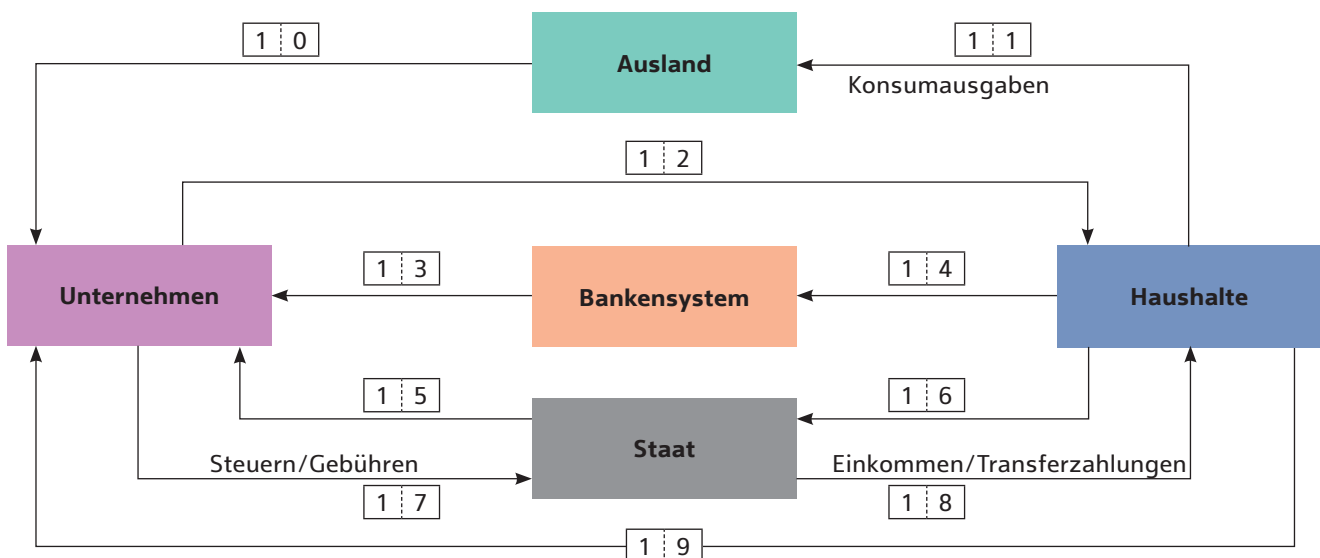 1 0
1 1
Ausland
Konsumausgaben
1 2
1 3
1 4
Unternehmen
Bankensystem
Haushalte
1 5
1 6
Staat
Steuern/Gebühren
Einkommen/Transferzahlungen
1 7
1 8
1 9